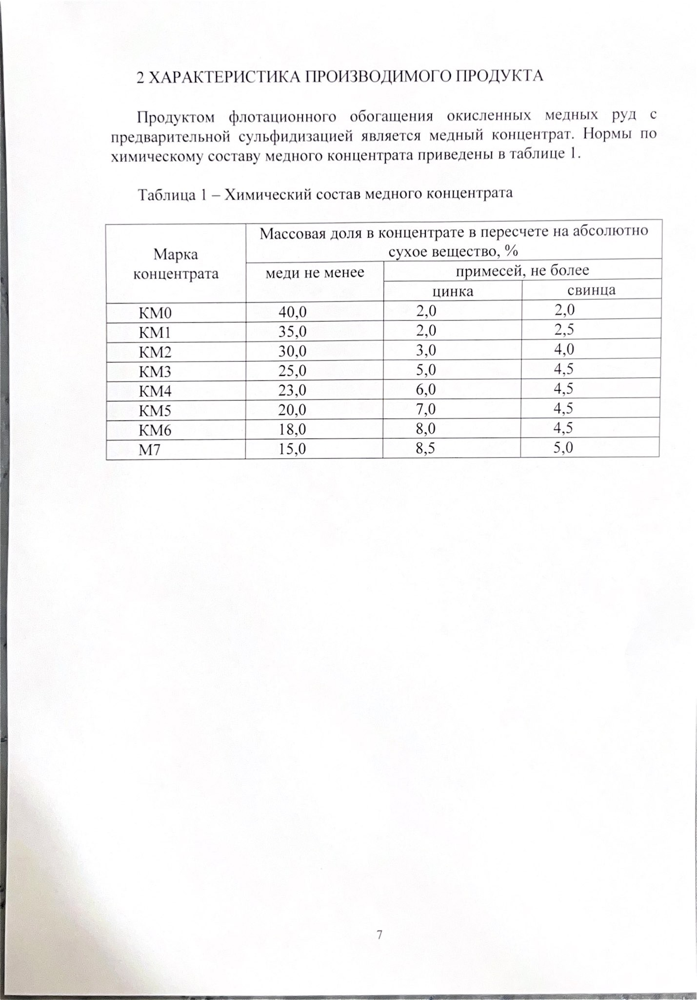 2 ХАРАКТЕРИСТИКА ПРОИЗВОДИМОГО ПРОДУКТА
Продуктом флотационного обогащения окисленных медных руд с
предварительной сульфидизацией является медный концентрат. Нормы по
химическому составу медного концентрата приведены в таблице 1.
Таблица 1 – Химический состав медного концентрата
Марка
концентрата
Массовая доля в концентрате в пересчете на абсолютно
сухое вещество, %
меди не менее
примесей, не более
цинка свинца
КМ0 40,0 2,0 2,0
КМ1 35,0 2,0 2,5
КМ2 30,0 3,0 4,0
КМ3 25,0 5,0 4,5
КМ4 23,0 6,0 4,5
КМ5 20,0 7,0 4,5
КМ6 18,0 8,0 4,5
М7 15,0 8,5 5,0
7